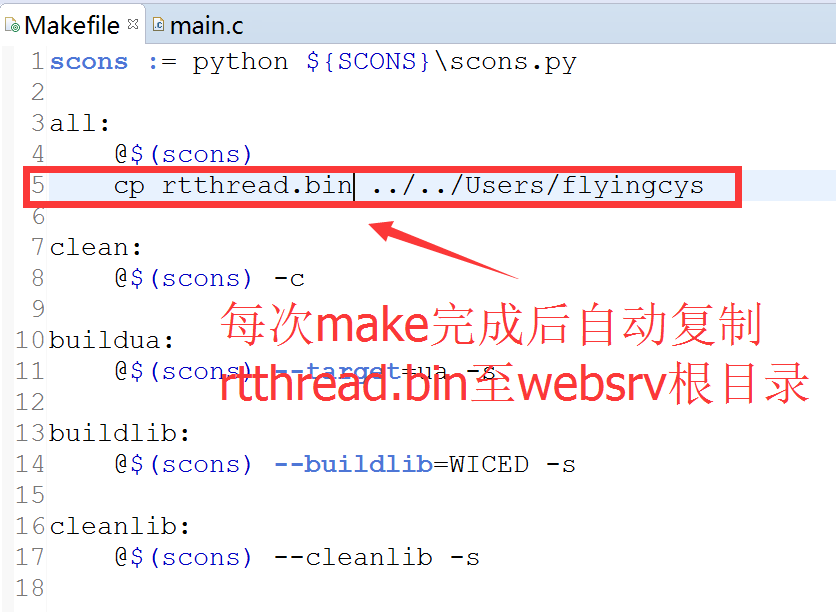 Makefile main.c
1 scons := python ${SCONS}\scons.py
2
3 all:
4 @$(scons)
5 cp rtthread.bin ../../Users/flyingcys
6
7 clean:
8 @$(scons) -c
9
每次make完成后自动复制
10 buildua:
11 @$(scons) --target=ua -s
rtthread.bin至websrv根目录
12
13 buildlib:
14 @$(scons) --buildlib=WICED -s
15
16 cleanlib:
17 @$(scons) --cleanlib -s
18